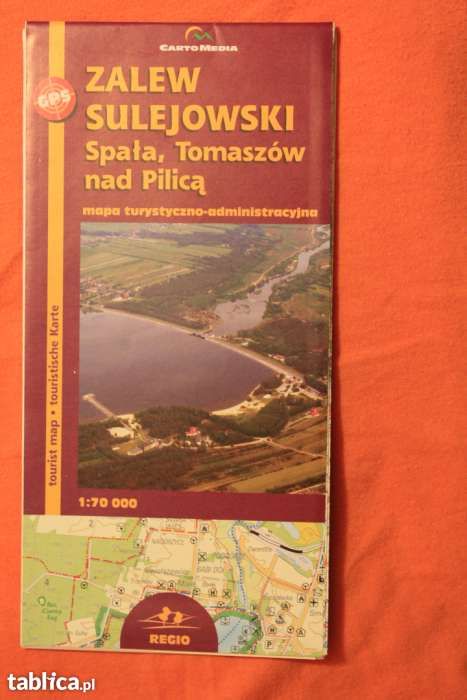 CARTOMEDIA
GPS
ZALEW
SULEJOWSKI
Spała, Tomaszów
nad Pilicą
mapa turystyczno-administracyjna
tourist map • touristische Karte
1:70 000
REGIO
tablica.pl